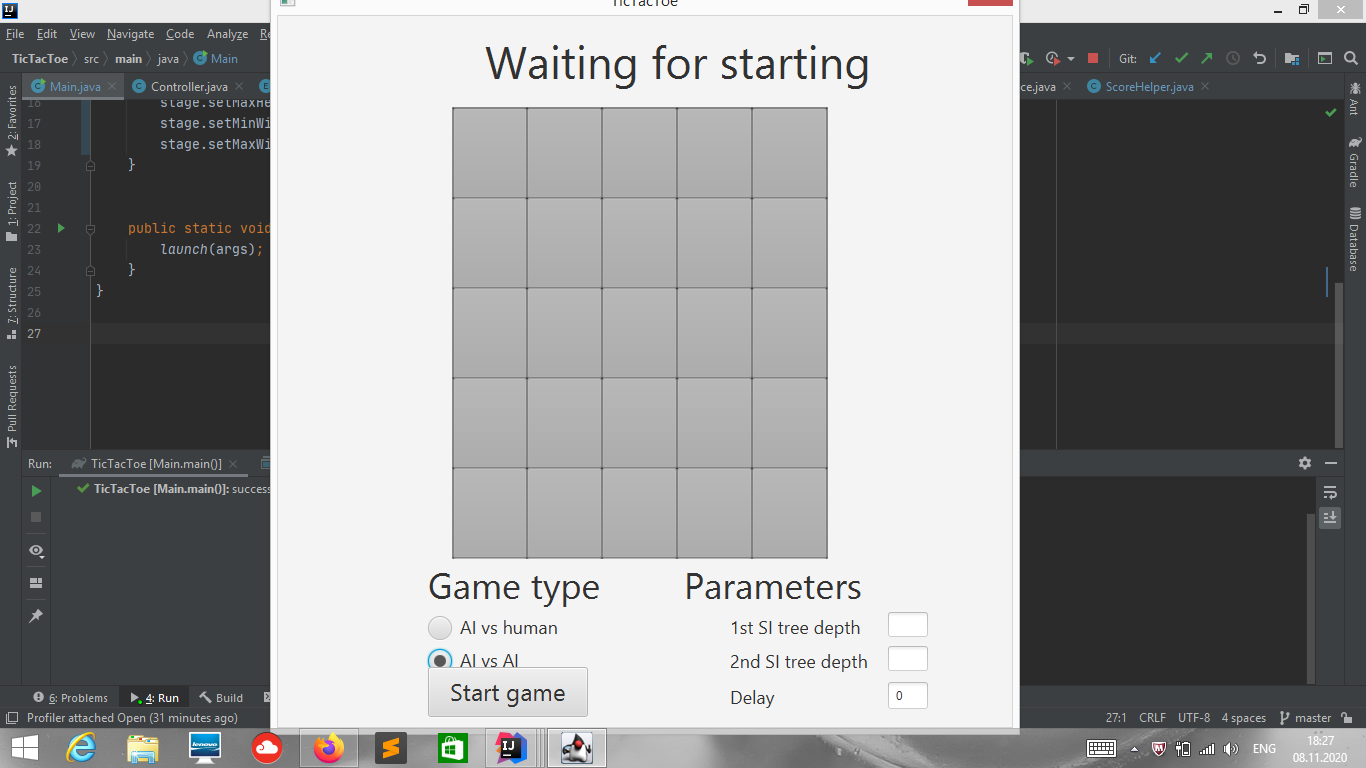 TicTacToe
File Edit View Navigate Code Analyze Re
TicTacToe src main java Main
Git:
Main.java Controller.java
ce.java ScoreHelper.java
16 stage.setMaxHe
17 stage.setMinWi
18 stage.setMaxWi
19 }
20
21
22 public static void
23 launch(args);
24 }
25 }
26
27
2: Favorites
1: Project
7: Structure
Pull Requests
Ant
Gradle
Database
Waiting for starting
Game type
AI vs human
AI vs AI
Start game
Parameters
1st SI tree depth
2nd SI tree depth
Delay 0
Run: TicTacToe [Main.main()]
TicTacToe [Main.main()]: success
6: Problems 4: Run Build
Profiler attached Open (31 minutes ago)
27:1 CRLF UTF-8 4 spaces master
lenovo
ENG
18:27
08.11.2020